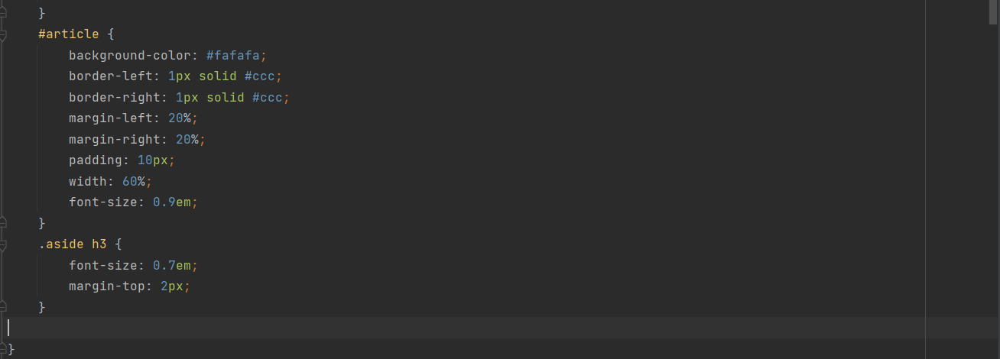 }
#article {
background-color: #fafafa;
border-left: 1px solid #ccc;
border-right: 1px solid #ccc;
margin-left: 20%;
margin-right: 20%;
padding: 10px;
width: 60%;
font-size: 0.9em;
}
.aside h3 {
font-size: 0.7em;
margin-top: 2px;
}
}